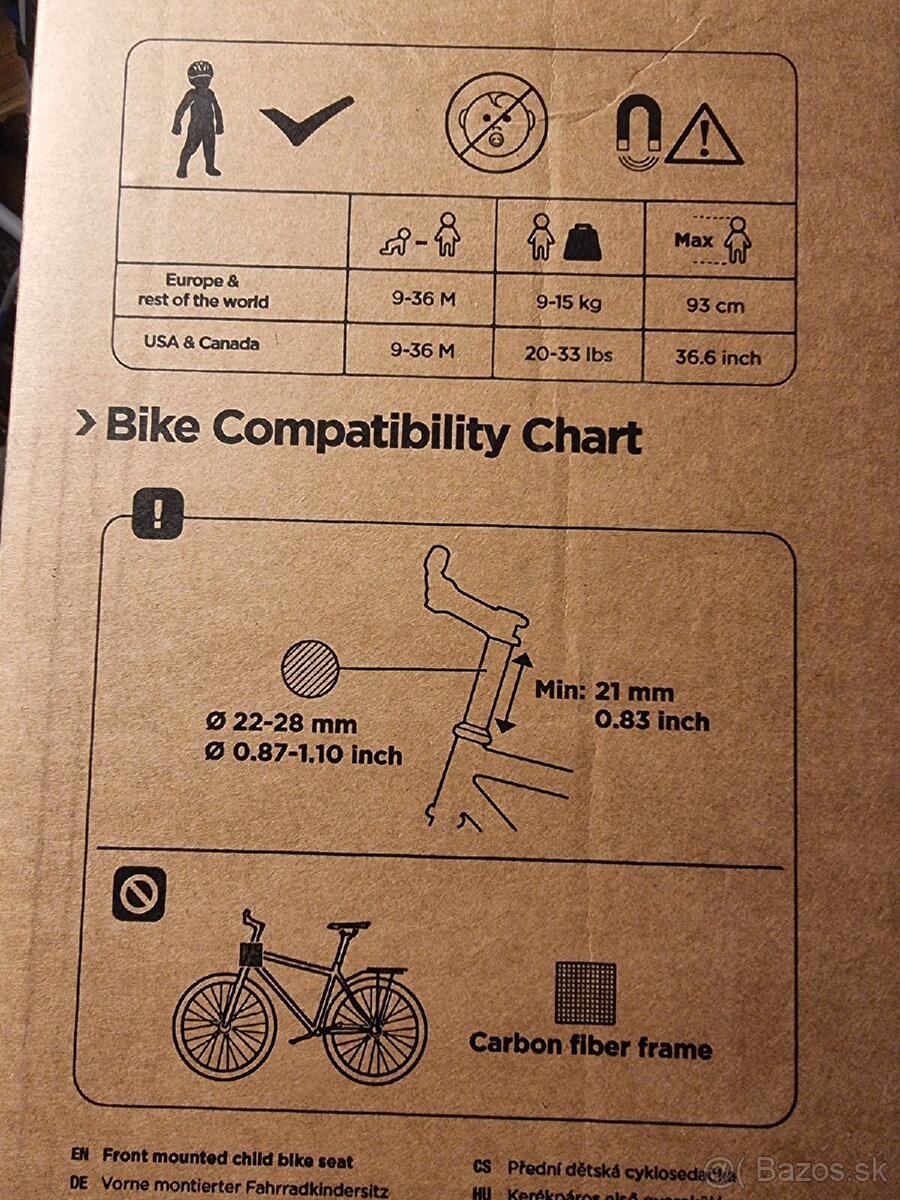 Max
Europe &
rest of the world
9-36 M
9-15 kg
93 cm
USA & Canada
9-36 M
20-33 lbs
36.6 inch
> Bike Compatibility Chart
!
Min: 21 mm
0.83 inch
Ø 22-28 mm
Ø 0.87-1.10 inch
Carbon fiber frame
EN Front mounted child bike seat
DE Vorne montierter Fahrradkindersitz
CS Přední dětská
HU Kerékpáros első
Bazos.sk